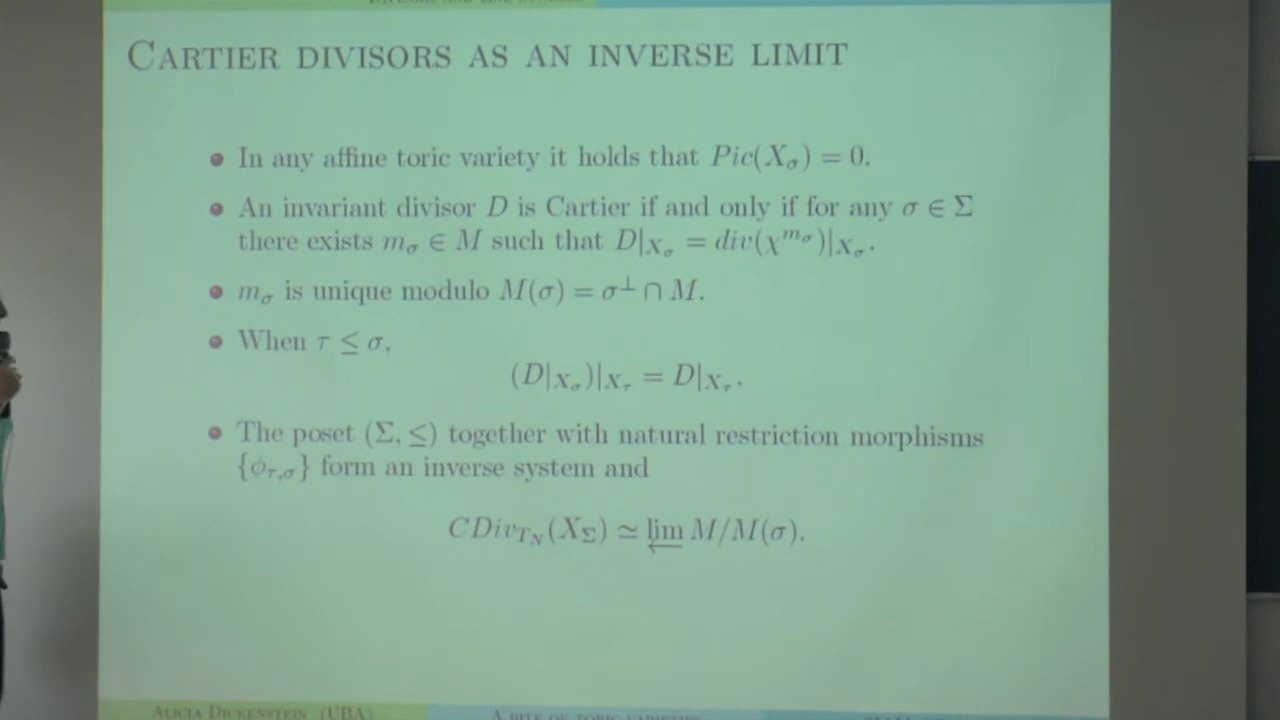 CARTIER DIVISORS AS AN INVERSE LIMIT
• In any affine toric variety it holds that Pic(X_σ) = 0.
• An invariant divisor D is Cartier if and only if for any σ ∈ Σ
there exists m_σ ∈ M such that D|_{X_σ} = div(χ^{m_σ})|_{X_σ}.
• m_σ is unique modulo M(σ) = σ^⊥ ∩ M.
• When τ ≤ σ,
(D|_{X_σ})|_{X_τ} = D|_{X_τ}.
• The poset (Σ, ≤) together with natural restriction morphisms
{ϕ_{τ,σ}} form an inverse system and
CDiv_{T_N}(X_Σ) ≃ lim← M/M(σ).
ALICIA DICKENSTEIN (UBA)
A BITE OF TORIC VARIETIES